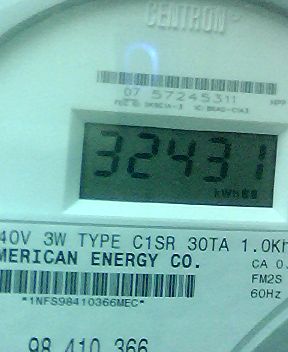 CENTRON
07 57245311
32431
kWh
40V 3W TYPE C1SR 30TA 1.0Kh
MERICAN ENERGY CO.
CA 0.
FM2S
60Hz
*1NFS98410366MEC*
98 410 366